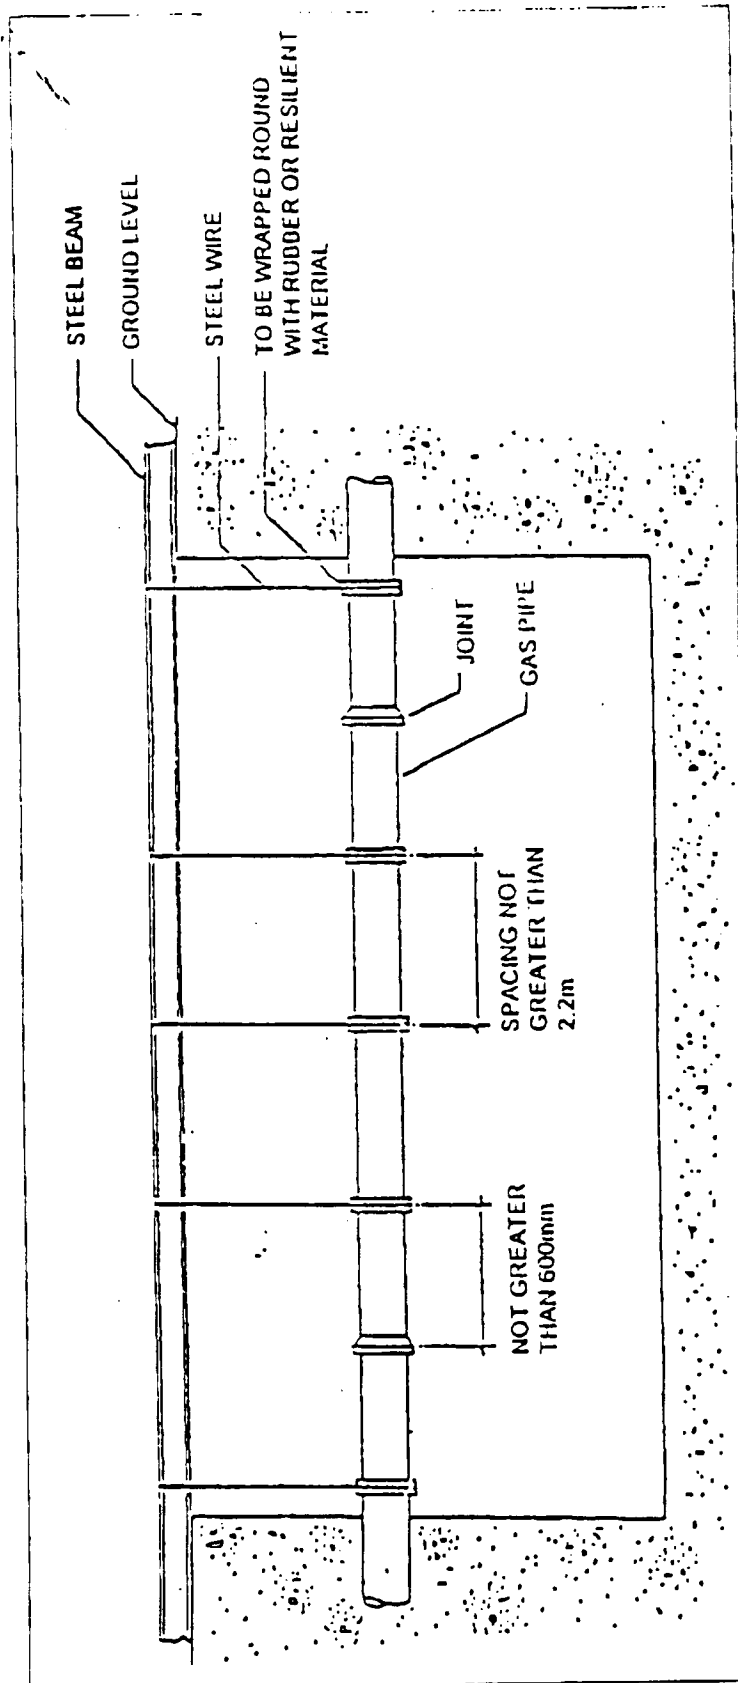 STEEL BEAM
GROUND LEVEL
STEEL WIRE
TO BE WRAPPED ROUND
WITH RUBBER OR RESILIENT
MATERIAL
JOINT
GAS PIPE
SPACING NOT
GREATER THAN
2.2m
NOT GREATER
THAN 600mm